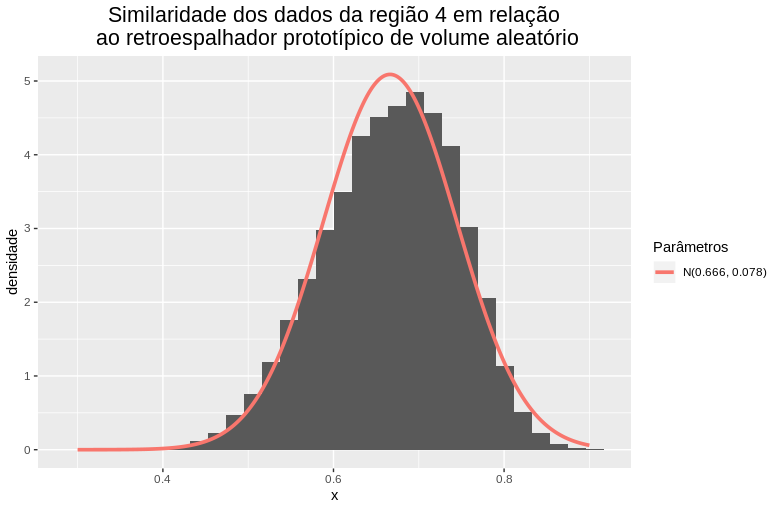 Similaridade dos dados da região 4 em relação
ao retroespalhador prototípico de volume aleatório
densidade
5
4
3
2
1
0
0.4
0.6
0.8
x
Parâmetros
N(0.666, 0.078)